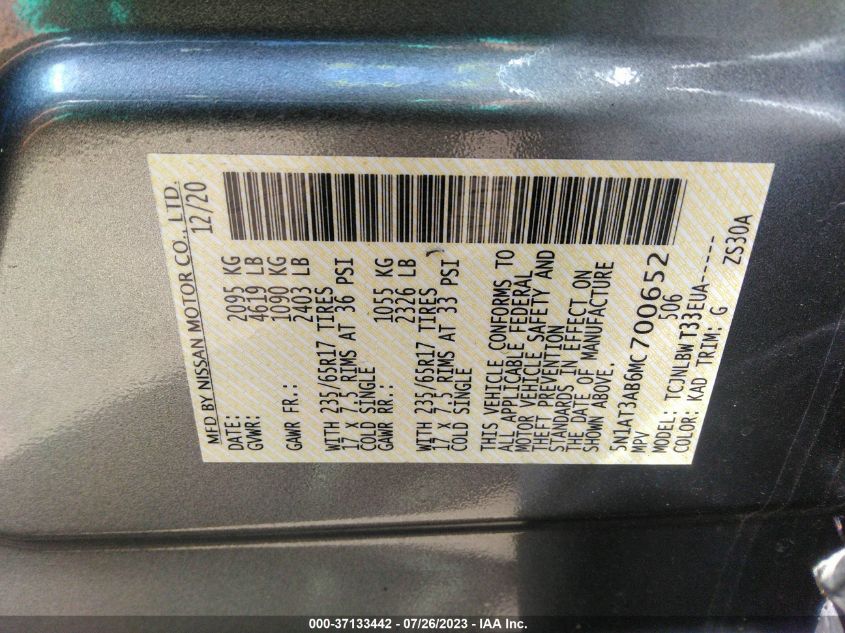 MFD BY NISSAN MOTOR CO., LTD.
DATE: 12/20
GVWR: 2095 KG
4619 LB
GAWR FR.: 1090 KG
2403 LB
WITH 235/65R17 TIRES
17 X 7.5 RIMS AT 36 PSI
COLD SINGLE
GAWR RR.: 1055 KG
2326 LB
WITH 235/65R17 TIRES
17 X 7.5 RIMS AT 33 PSI
COLD SINGLE
THIS VEHICLE CONFORMS TO
ALL APPLICABLE FEDERAL
MOTOR VEHICLE SAFETY AND
THEFT PREVENTION
STANDARDS IN EFFECT ON
THE DATE OF MANUFACTURE
SHOWN ABOVE.
5N1AT3AB6MC700652
MPV 506
MODEL: TCJNLBW T33EUA------
COLOR: KAD TRIM: G ZS30A
000-37133442 - 07/26/2023 - IAA Inc.